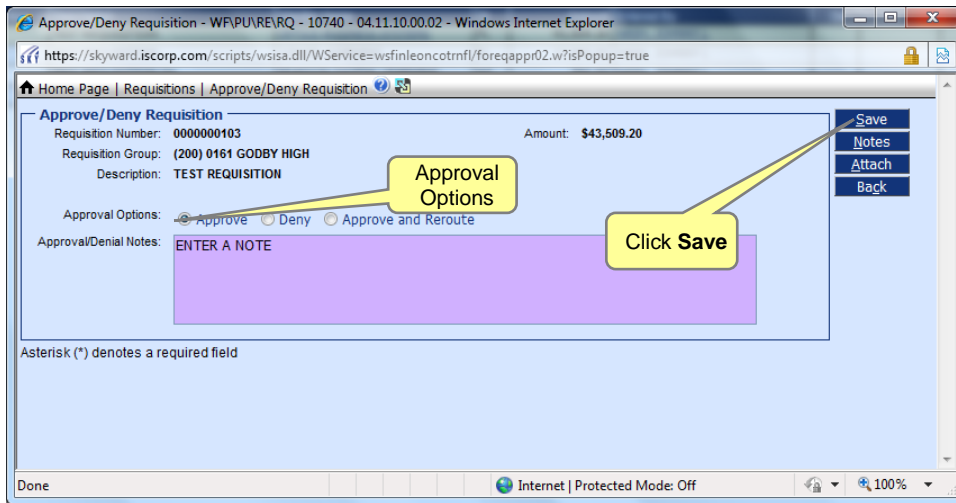 Approve/Deny Requisition - WF\PU\RE\RQ - 10740 - 04.11.10.00.02 - Windows Internet Explorer
https://skyward.iscorp.com/scripts/wsisa.dll/WService=wsfinleoncotrnfl/foreqappr02.w?isPopup=true
Home Page | Requisitions | Approve/Deny Requisition
Approve/Deny Requisition
Requisition Number: 0000000103 Amount: $43,509.20
Requisition Group: (200) 0161 GODBY HIGH
Description: TEST REQUISITION
Approval Options: Approve Deny Approve and Reroute
Approval/Denial Notes: ENTER A NOTE
Save
Notes
Attach
Back
Approval
Options
Click Save
Asterisk (*) denotes a required field
Done Internet | Protected Mode: Off 100%